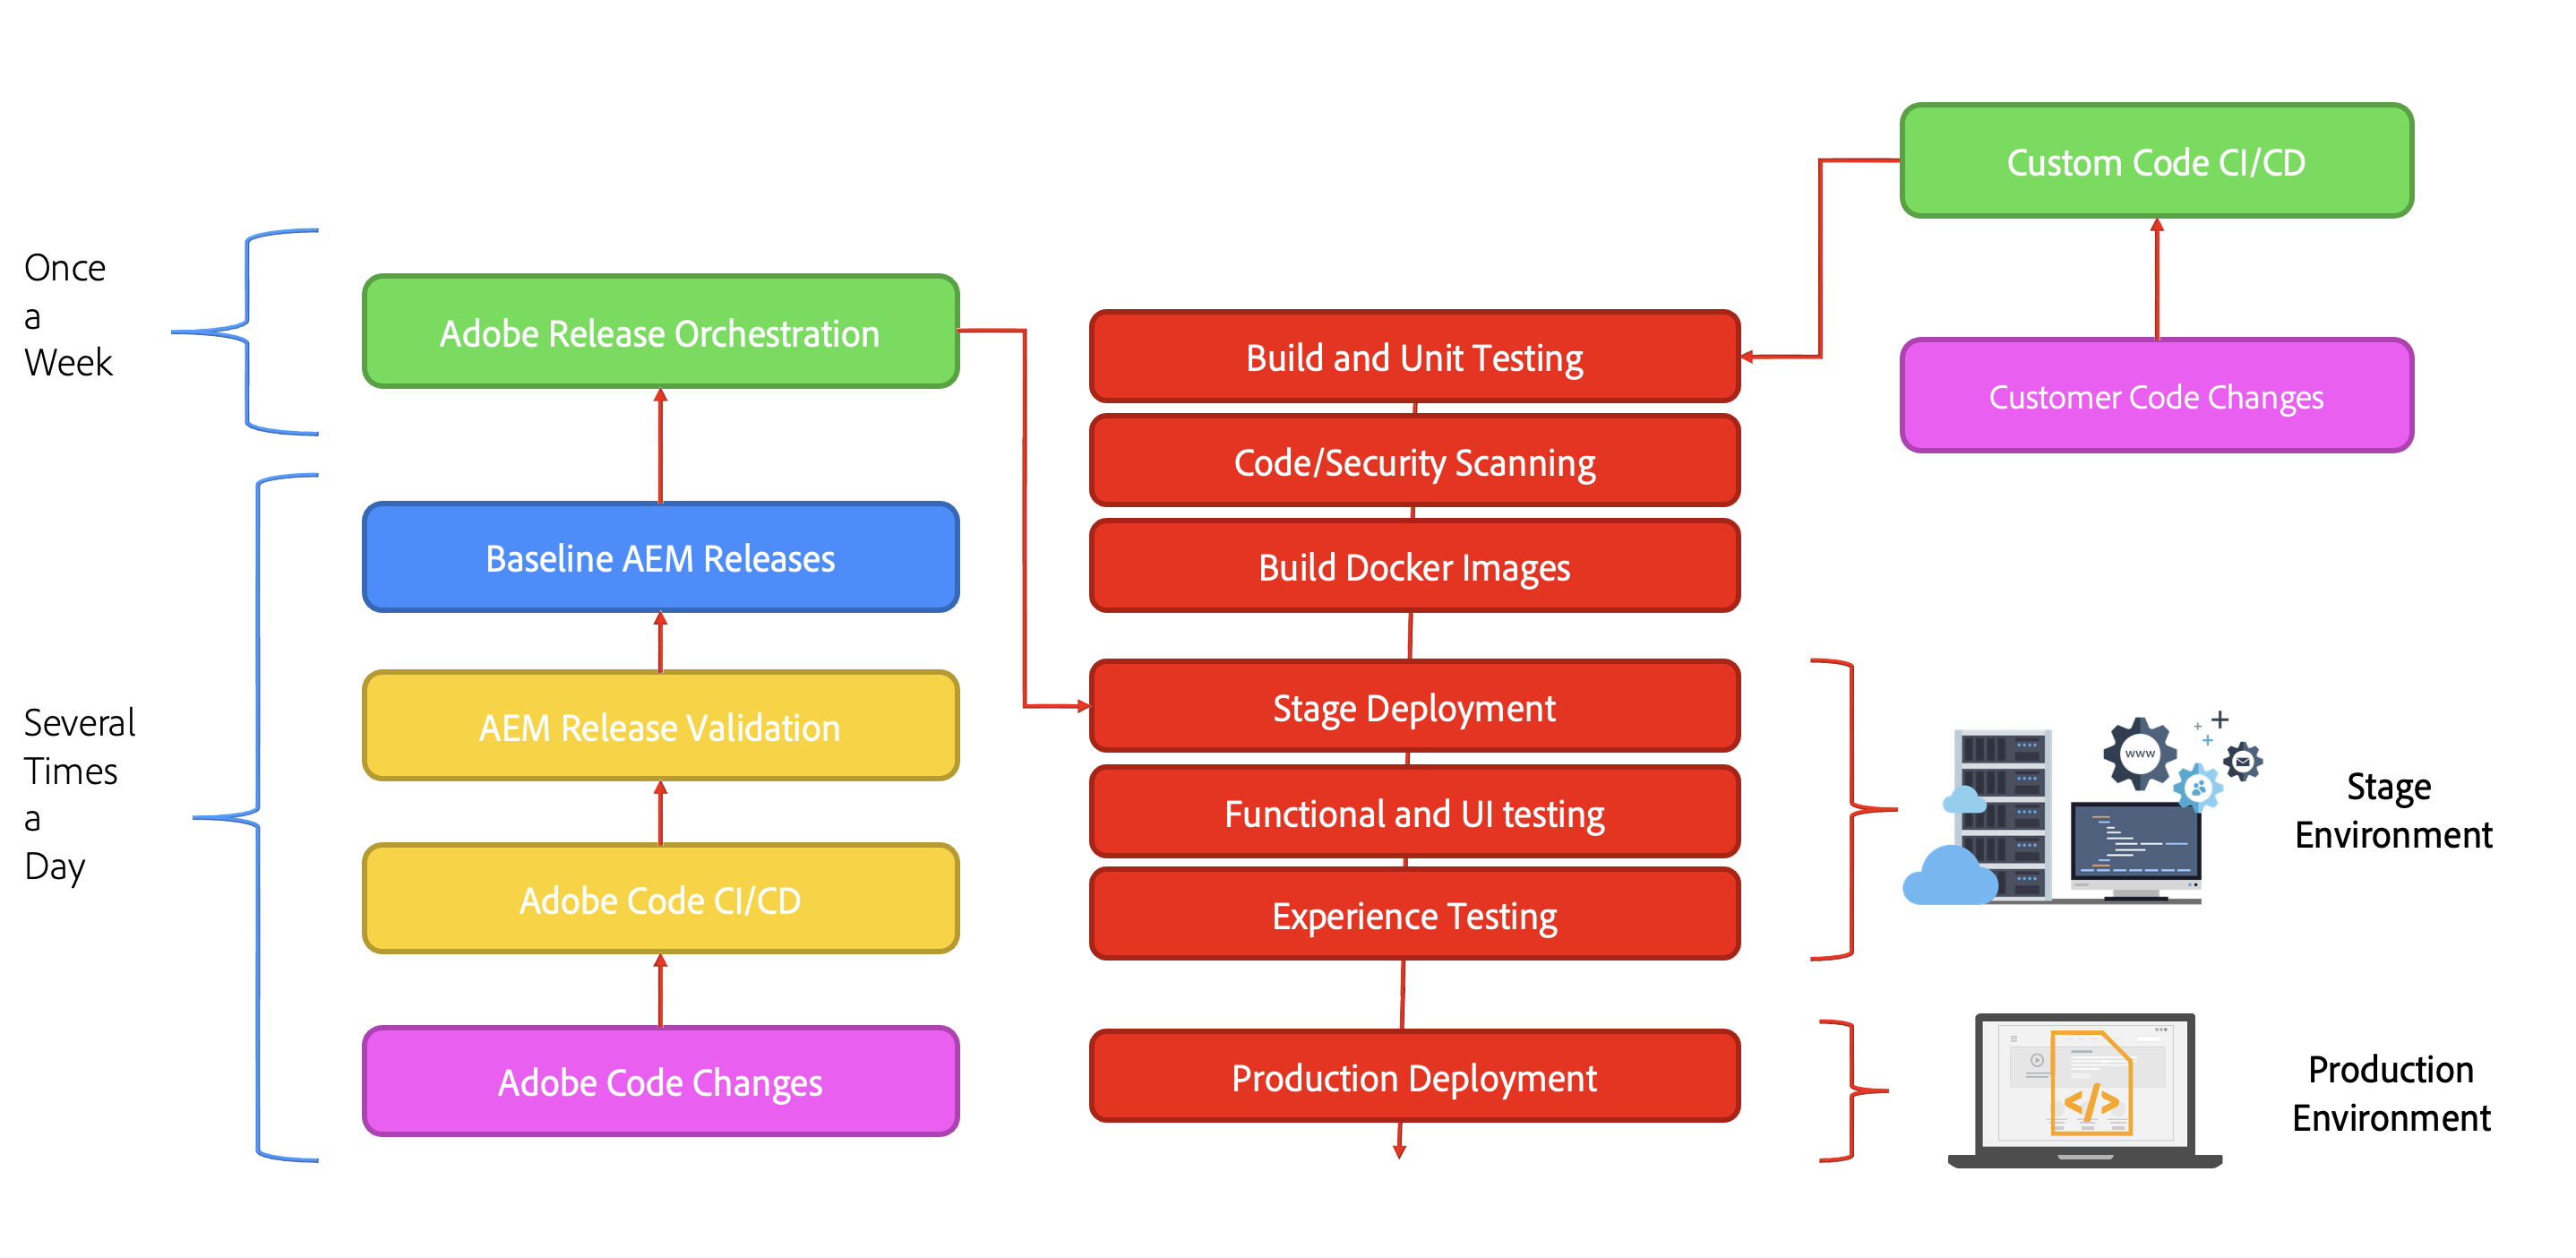 Once
a
Week
Several
Times
a
Day
Adobe Release Orchestration
Baseline AEM Releases
AEM Release Validation
Adobe Code CI/CD
Adobe Code Changes
Build and Unit Testing
Code/Security Scanning
Build Docker Images
Stage Deployment
Functional and UI testing
Experience Testing
Production Deployment
Custom Code CI/CD
Customer Code Changes
www
Stage
Environment
</>
Production
Environment